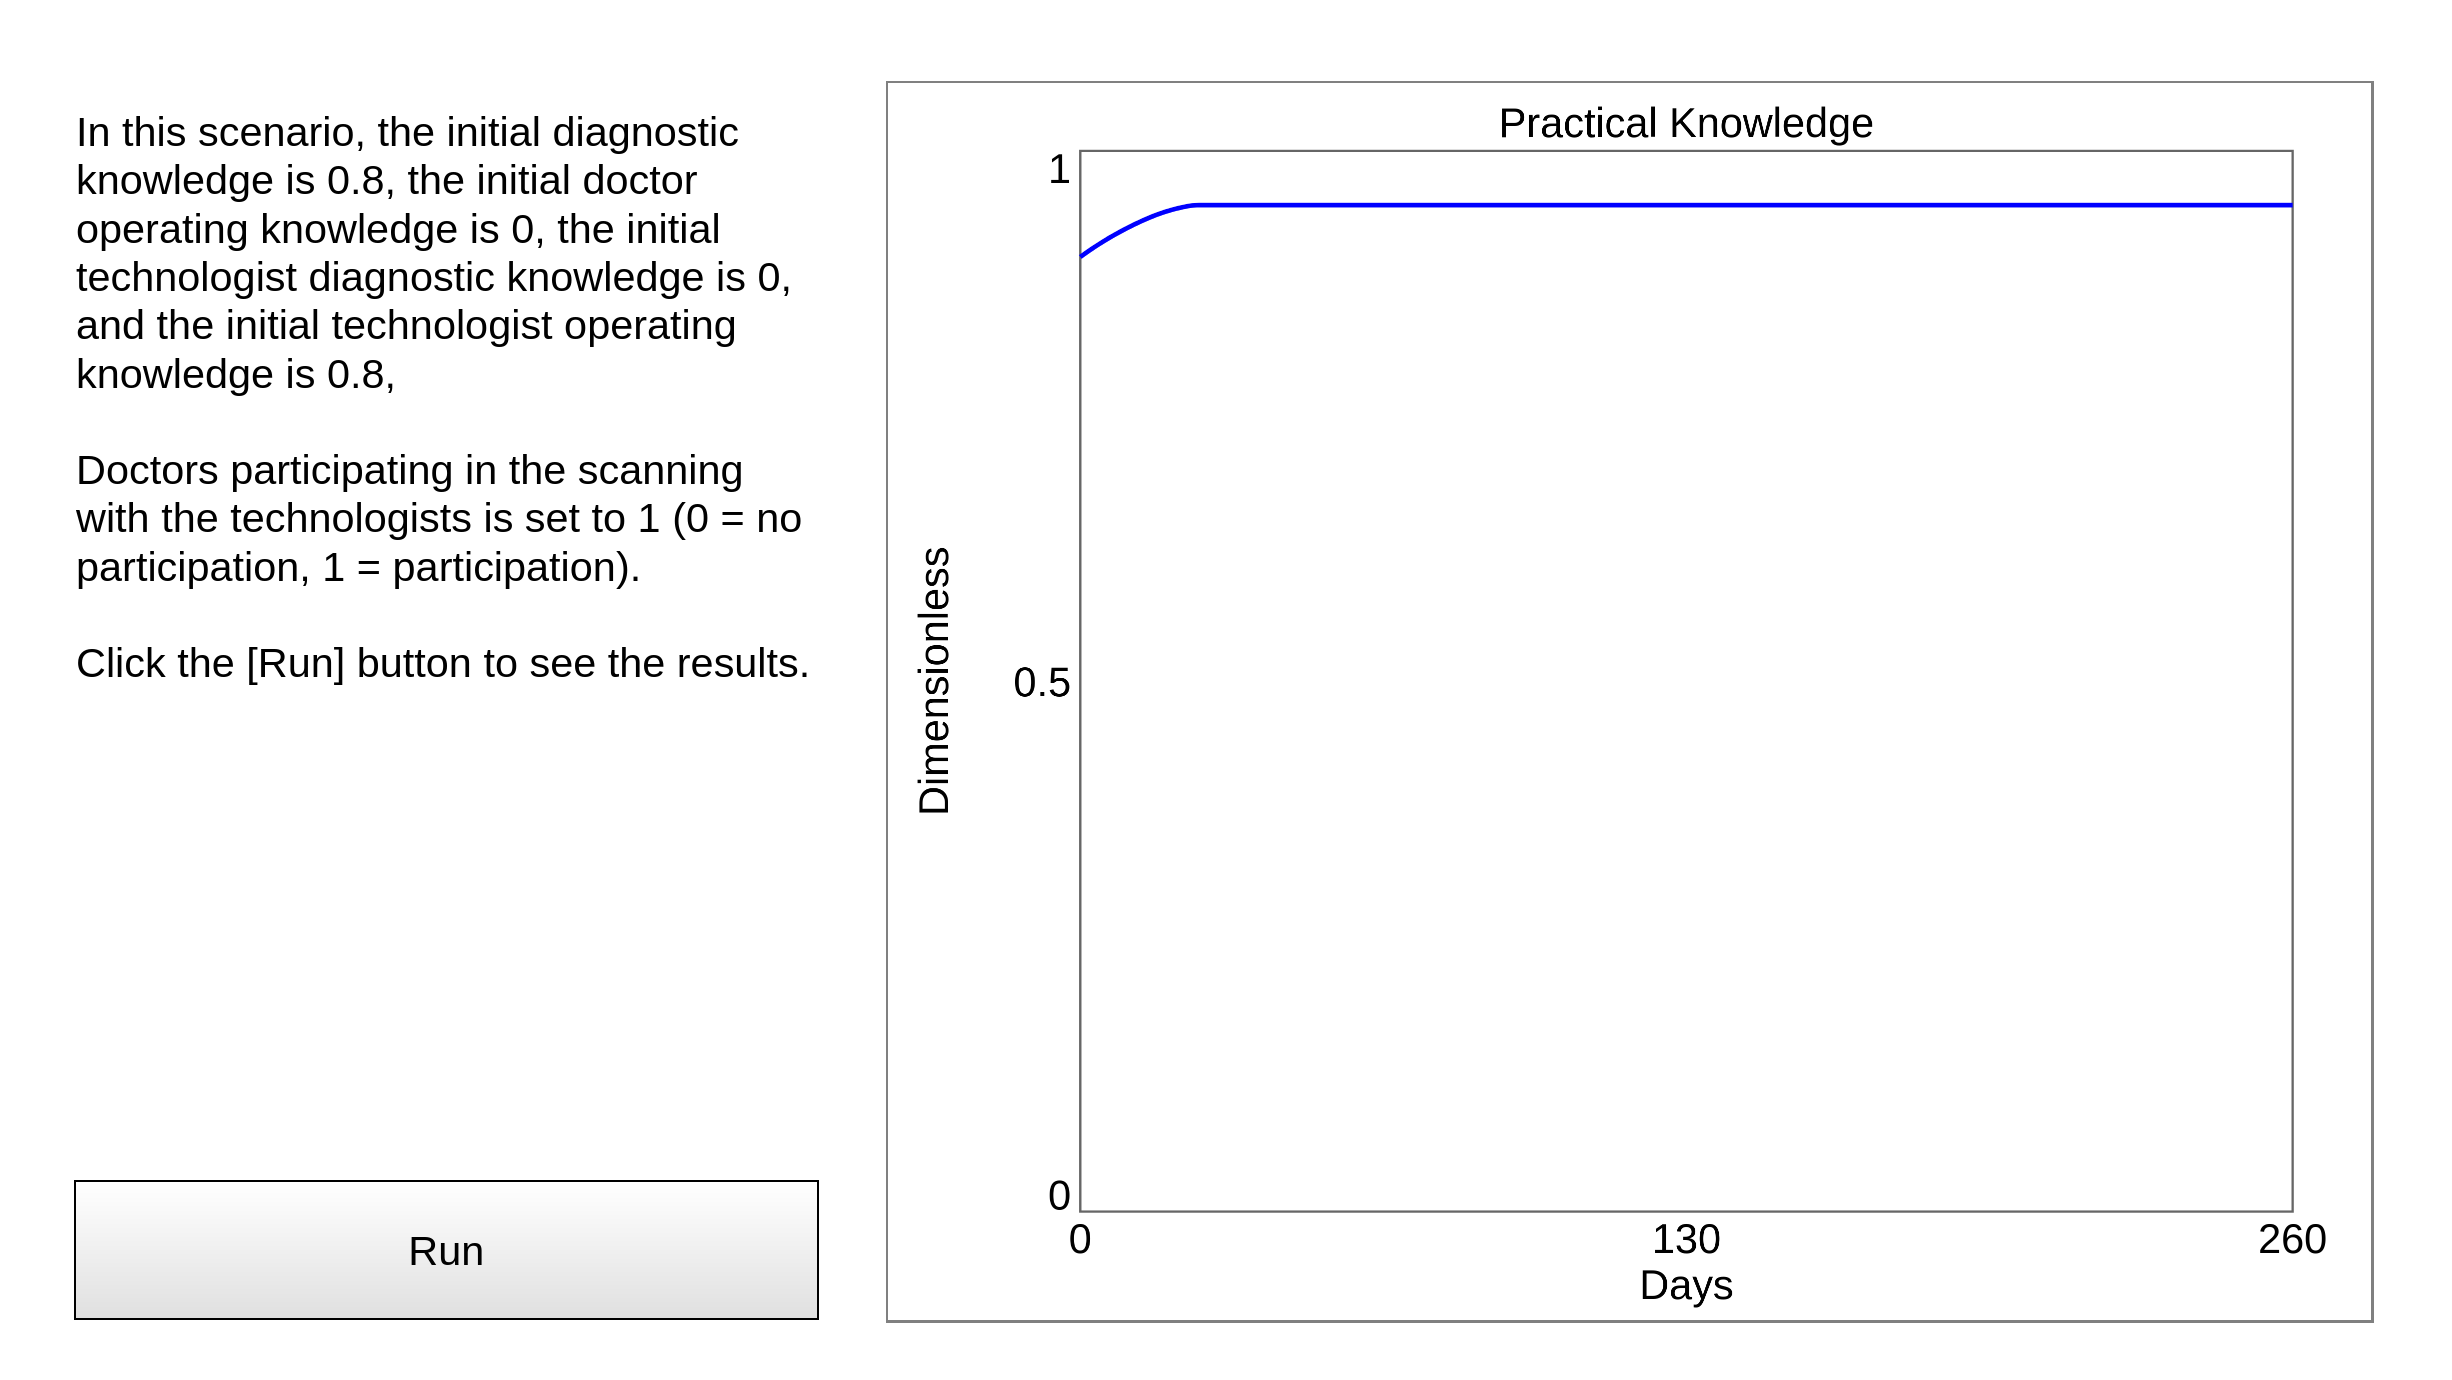 In this scenario, the initial diagnostic
knowledge is 0.8, the initial doctor
operating knowledge is 0, the initial
technologist diagnostic knowledge is 0,
and the initial technologist operating
knowledge is 0.8,
Doctors participating in the scanning
with the technologists is set to 1 (0 = no
participation, 1 = participation).
Click the [Run] button to see the results.
Run
Practical Knowledge
1
0.5
0
Dimensionless
0
130
260
Days